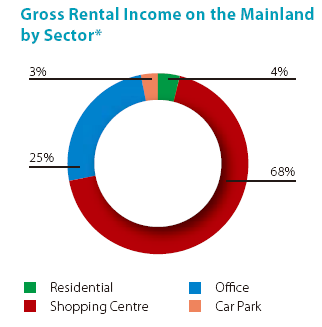 Gross Rental Income on the Mainland
by Sector*
3%
4%
25%
68%
Residential
Office
Shopping Centre
Car Park